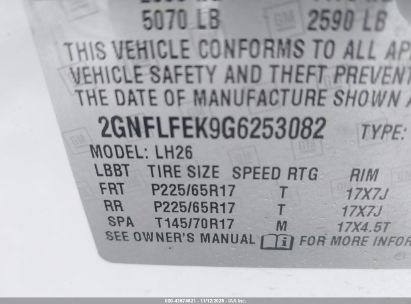 5070 LB 2590 LB
THIS VEHICLE CONFORMS TO ALL AP
VEHICLE SAFETY AND THEFT PREVENT
THE DATE OF MANUFACTURE SHOWN
2GNFLFEK9G6253082 TYPE:
MODEL: LH26
LBBT TIRE SIZE SPEED RTG RIM
FRT P225/65R17 T 17X7J
RR P225/65R17 T 17X7J
SPA T145/70R17 M 17X4.5T
SEE OWNER'S MANUAL FOR MORE INFOR